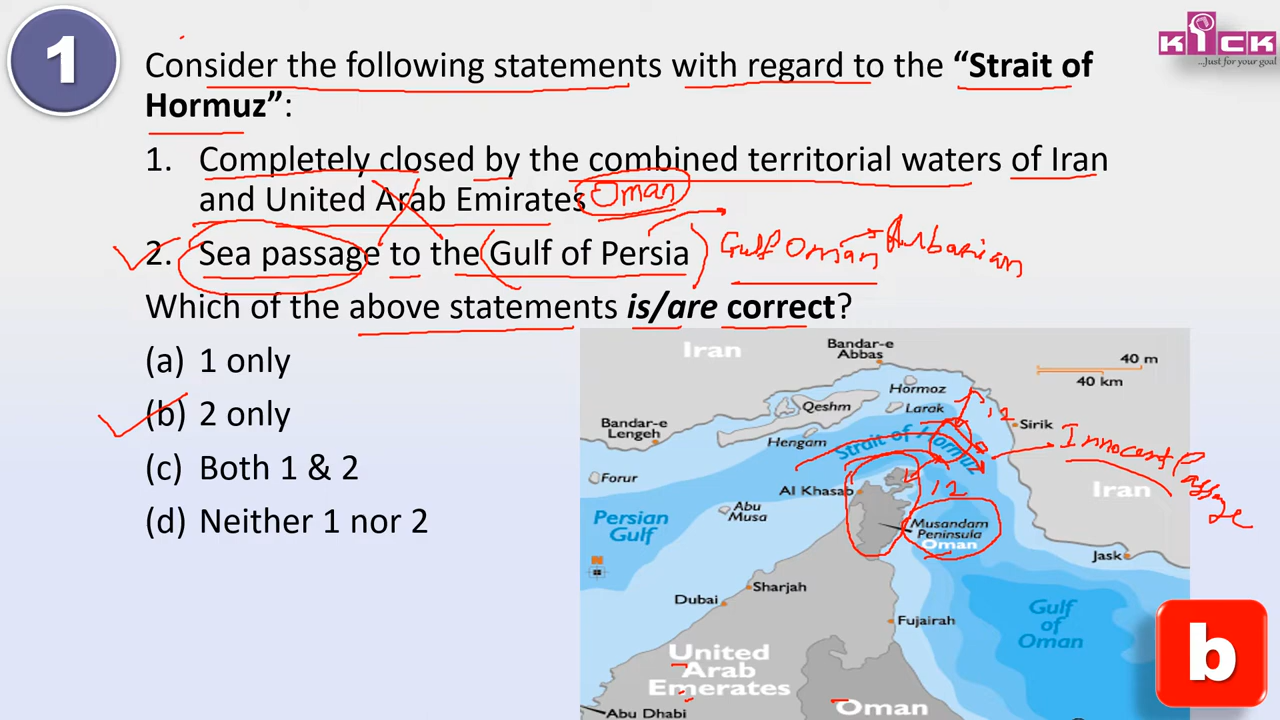 1
KICK
...Just for your goal
Consider the following statements with regard to the “Strait of
Hormuz”:
1. Completely closed by the combined territorial waters of Iran
and United Arab Emirates Oman
2. Sea passage to the Gulf of Persia
Gulf Oman
Which of the above statements is/are correct?
(a) 1 only
(b) 2 only
(c) Both 1 & 2
(d) Neither 1 nor 2
Iran
Bandar-e
Abbas
40 m
40 km
Hormoz
Qeshm
Larak
12
Bandar-e
Lengeh
Hengam
Strait of Hormuz
Sirik
Innocent Passage
Forur
Al Khasab
12
Iran
Abu
Musa
Persian
Gulf
Musandam
Peninsula
Oman
Jask
Sharjah
Dubai
Gulf
of
Oman
Fujairah
United
Arab
Emerates
Abu Dhabi
Oman
b